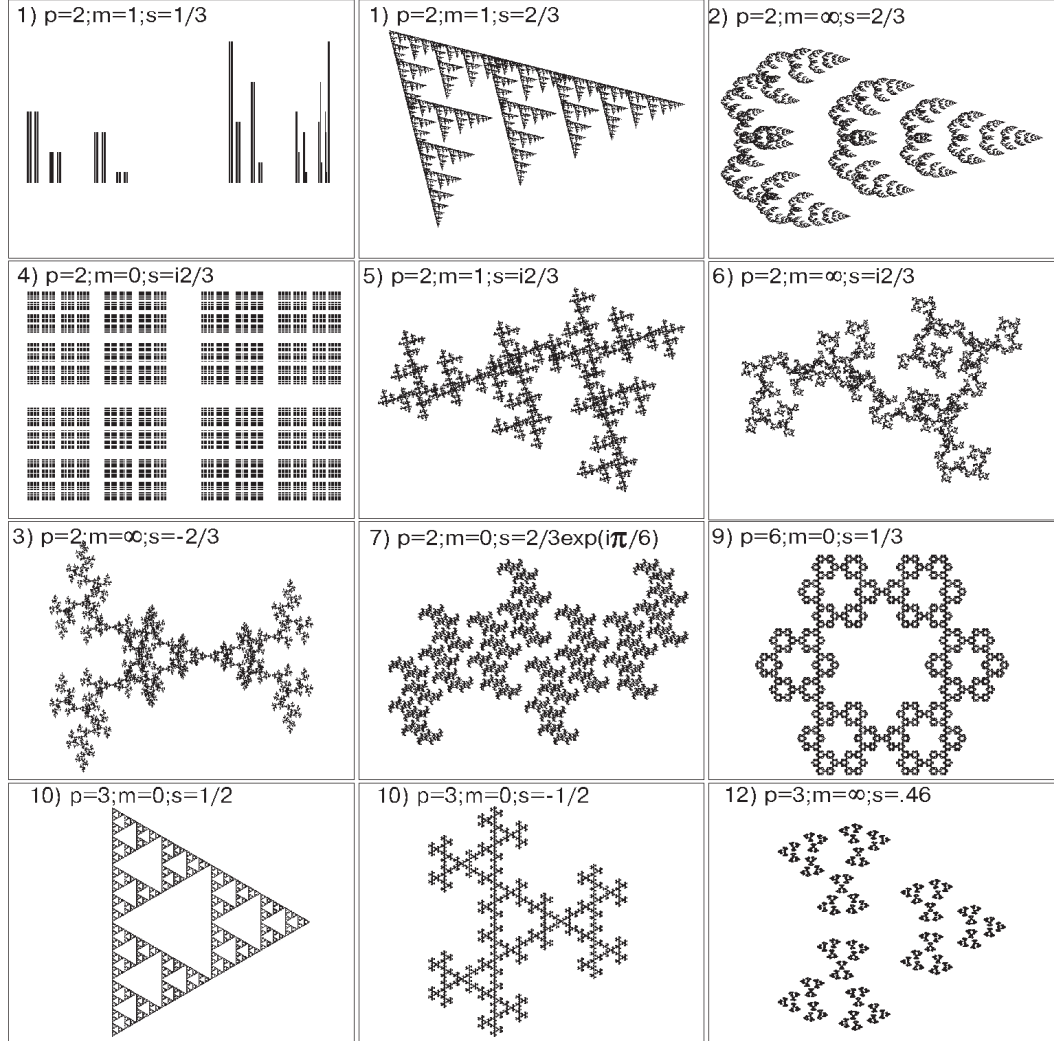 1) p=2;m=1;s=1/3
1) p=2;m=1;s=2/3
2) p=2;m=∞;s=2/3
4) p=2;m=0;s=i2/3
5) p=2;m=1;s=i2/3
6) p=2;m=∞;s=i2/3
3) p=2;m=∞;s=-2/3
7) p=2;m=0;s=2/3exp(iπ/6)
9) p=6;m=0;s=1/3
10) p=3;m=0;s=1/2
10) p=3;m=0;s=-1/2
12) p=3;m=∞;s=.46